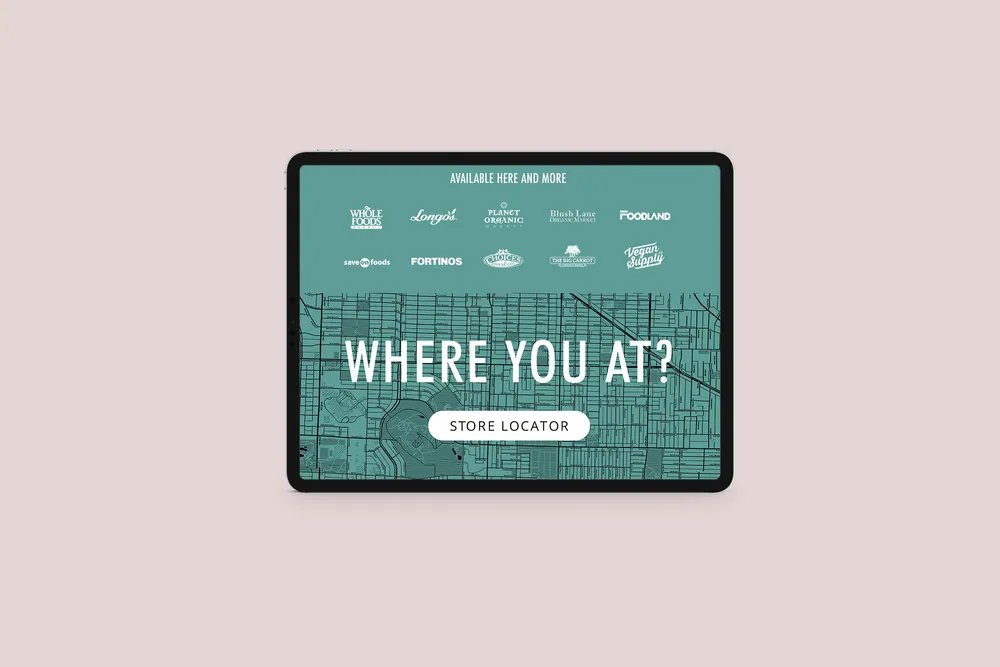 AVAILABLE HERE AND MORE
WHOLE
FOODS
MARKET
Longo's
PLANET
ORGANIC
MARKET
Blush Lane
ORGANIC MARKET
FOODLAND
save on foods
FORTINOS
CHOICES
THE BIG CARROT
Vegan
Supply
WHERE YOU AT?
STORE LOCATOR